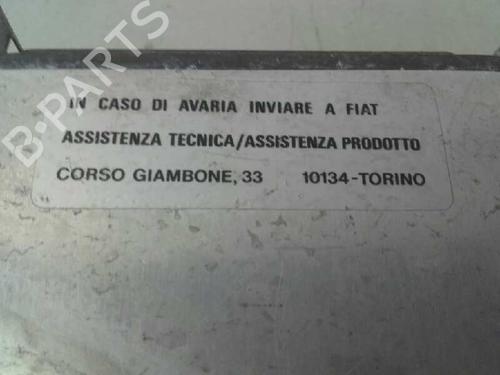 IN CASO DI AVARIA INVIARE A FIAT
ASSISTENZA TECNICA/ASSISTENZA PRODOTTO
CORSO GIAMBONE, 33 10134-TORINO
B-PARTS